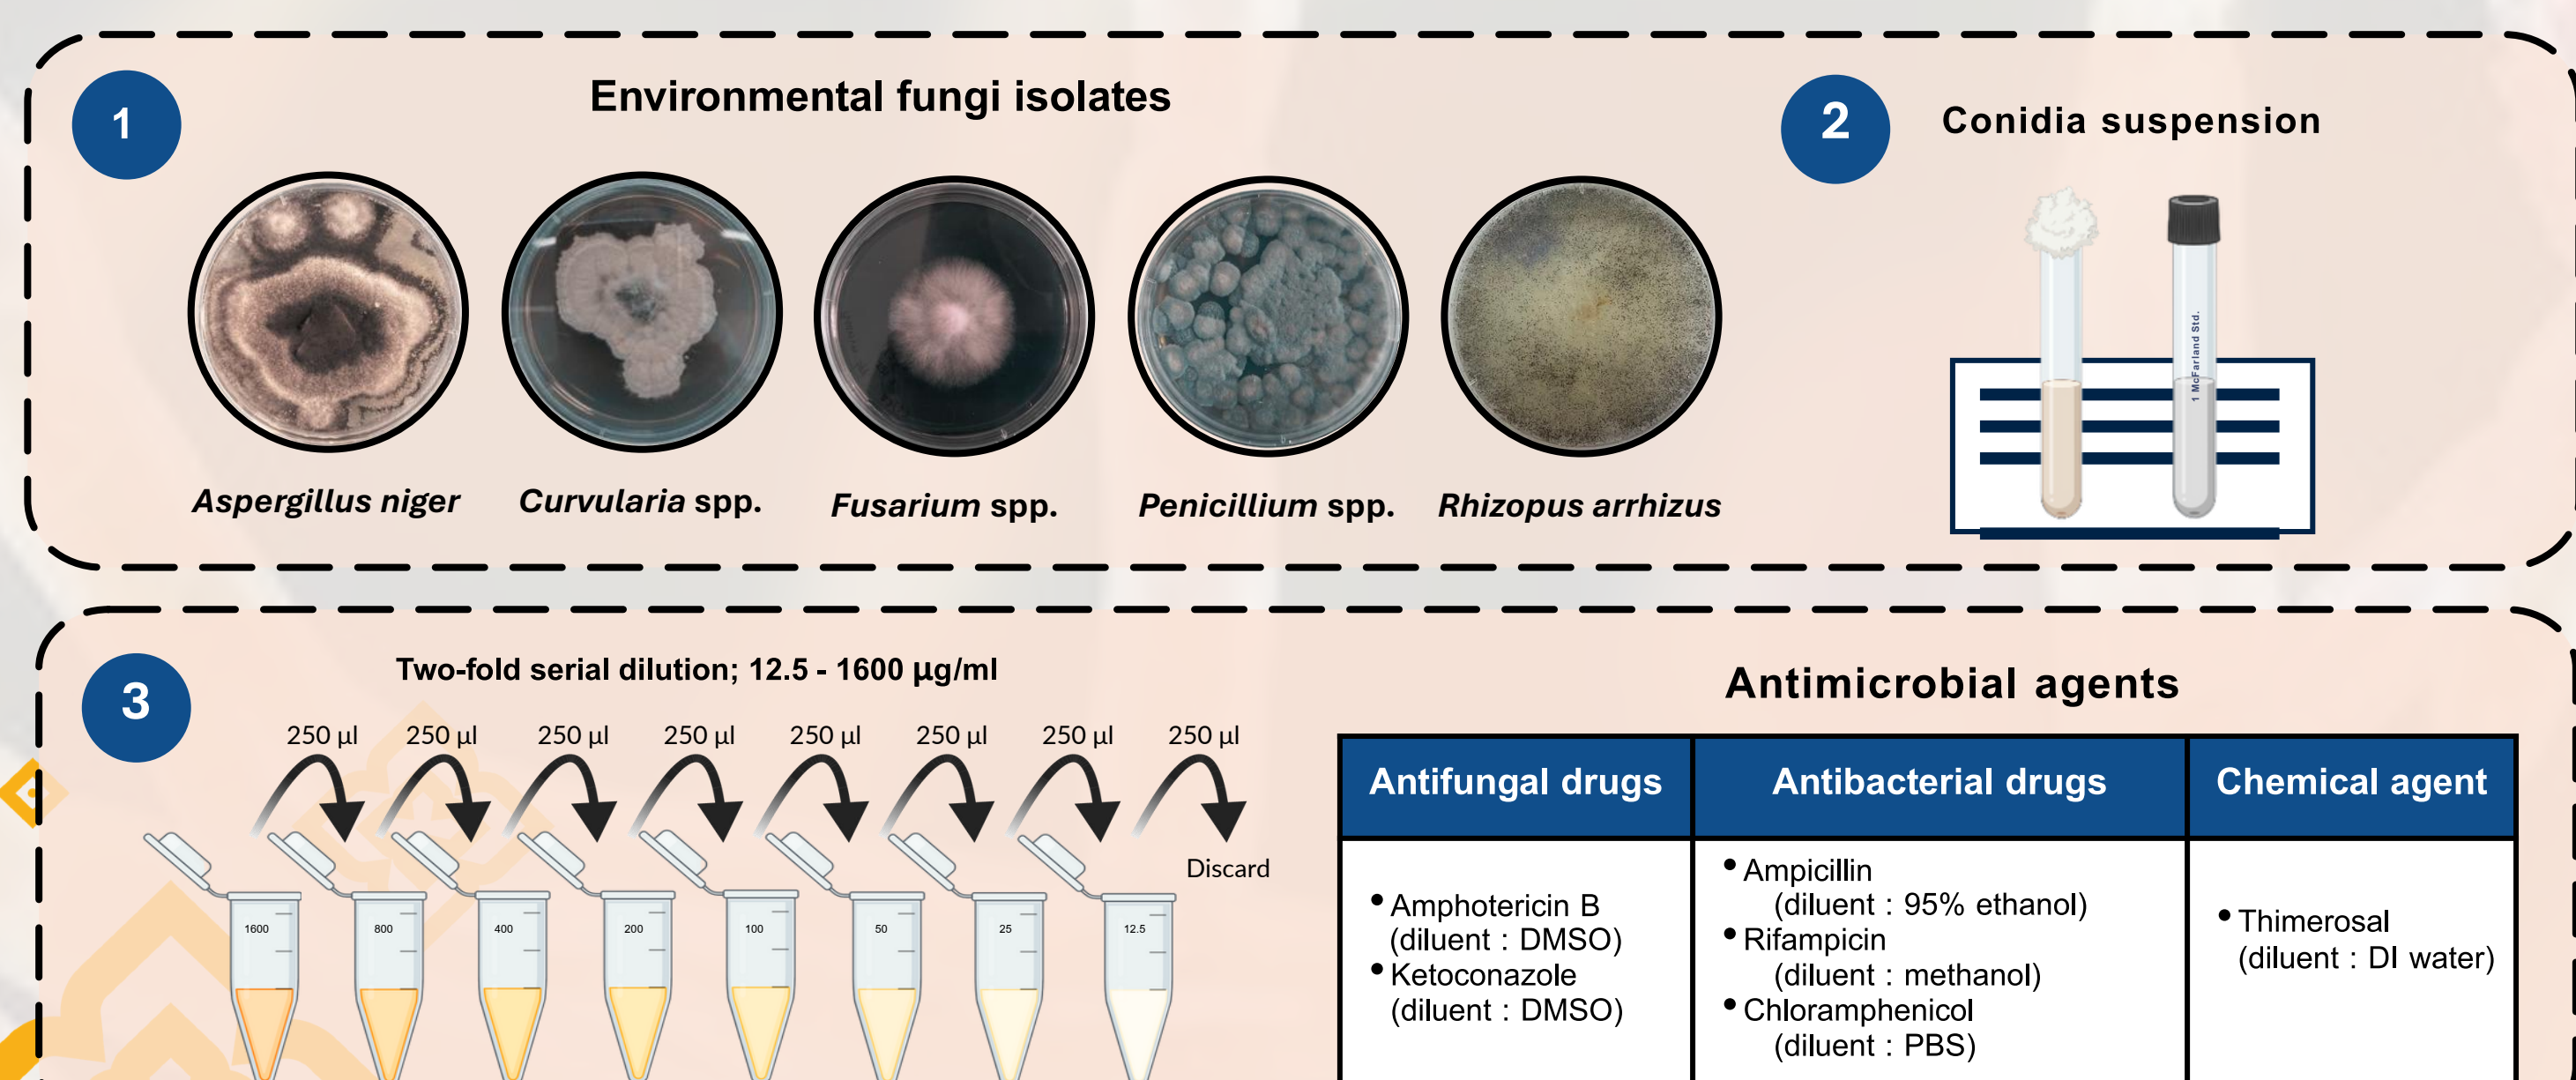 1
Environmental fungi isolates
Aspergillus niger
Curvularia spp.
Fusarium spp.
Penicillium spp.
Rhizopus arrhizus
2
Conidia suspension
1 McFarland Std.
3
Two-fold serial dilution; 12.5 - 1600 µg/ml
250 µl
250 µl
250 µl
250 µl
250 µl
250 µl
250 µl
250 µl
Discard
1600
800
400
200
100
50
25
12.5
Antimicrobial agents
Antifungal drugs
Antibacterial drugs
Chemical agent
• Amphotericin B
(diluent : DMSO)
• Ketoconazole
(diluent : DMSO)
• Ampicillin
(diluent : 95% ethanol)
• Rifampicin
(diluent : methanol)
• Chloramphenicol
(diluent : PBS)
• Thimerosal
(diluent : DI water)